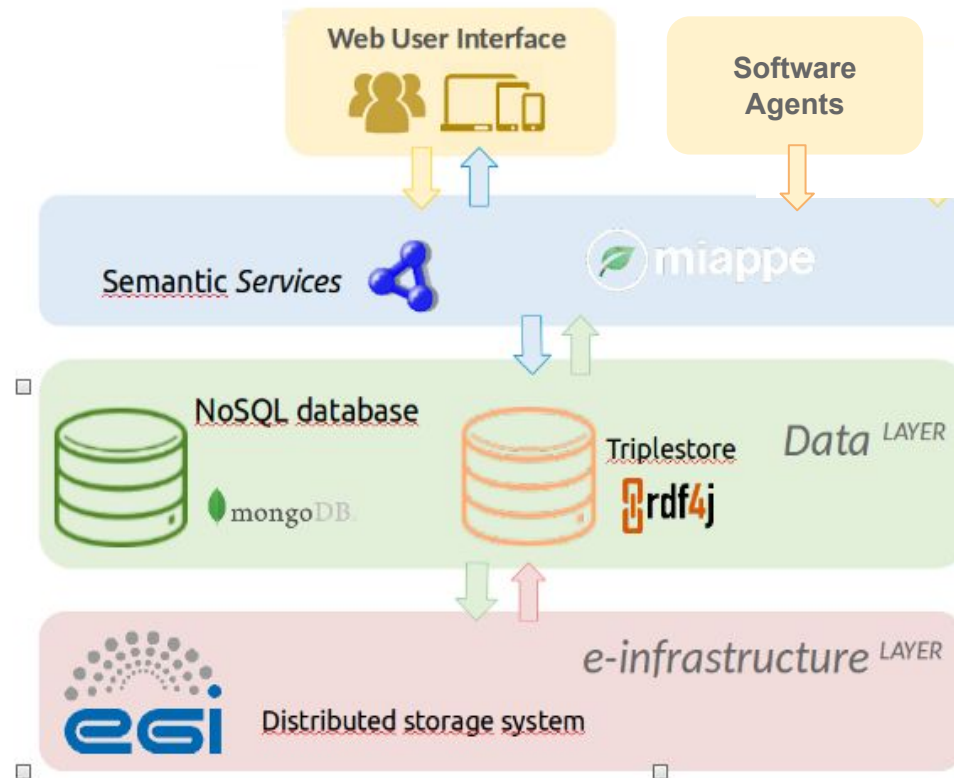 Web User Interface
Software
Agents
Semantic Services
miappe
NoSQL database
mongoDB.
Triplestore
rdf4j
Data LAYER
e-infrastructure LAYER
egi
Distributed storage system